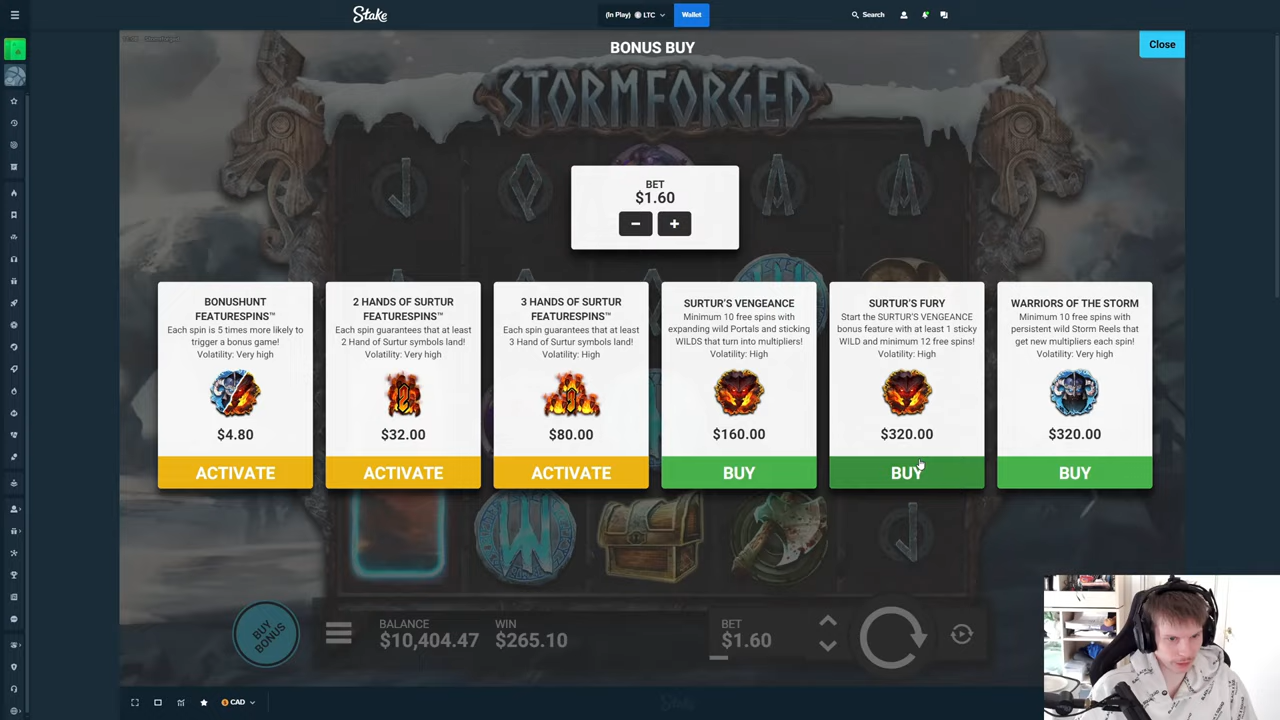 Stake
(In Play) LTC
Wallet
Search
BONUS BUY
Close
STORMFORGED
BET
$1.60
BONUSHUNT
FEATURESPINS™
Each spin is 5 times more likely to
trigger a bonus game!
Volatility: Very high
$4.80
ACTIVATE
2 HANDS OF SURTUR
FEATURESPINS™
Each spin guarantees that at least
2 Hand of Surtur symbols land!
Volatility: Very high
$32.00
ACTIVATE
3 HANDS OF SURTUR
FEATURESPINS™
Each spin guarantees that at least
3 Hand of Surtur symbols land!
Volatility: High
$80.00
ACTIVATE
SURTUR'S VENGEANCE
Minimum 10 free spins with
expanding wild Portals and sticking
WILDS that turn into multipliers!
Volatility: High
$160.00
BUY
SURTUR'S FURY
Start the SURTUR'S VENGEANCE
bonus feature with at least 1 sticky
WILD and minimum 12 free spins!
Volatility: High
$320.00
BUY
WARRIORS OF THE STORM
Minimum 10 free spins with
persistent wild Storm Reels that
get new multipliers each spin!
Volatility: Very high
$320.00
BUY
BUY
BONUS
BALANCE
$10,404.47
WIN
$265.10
BET
$1.60
CAD
Stake